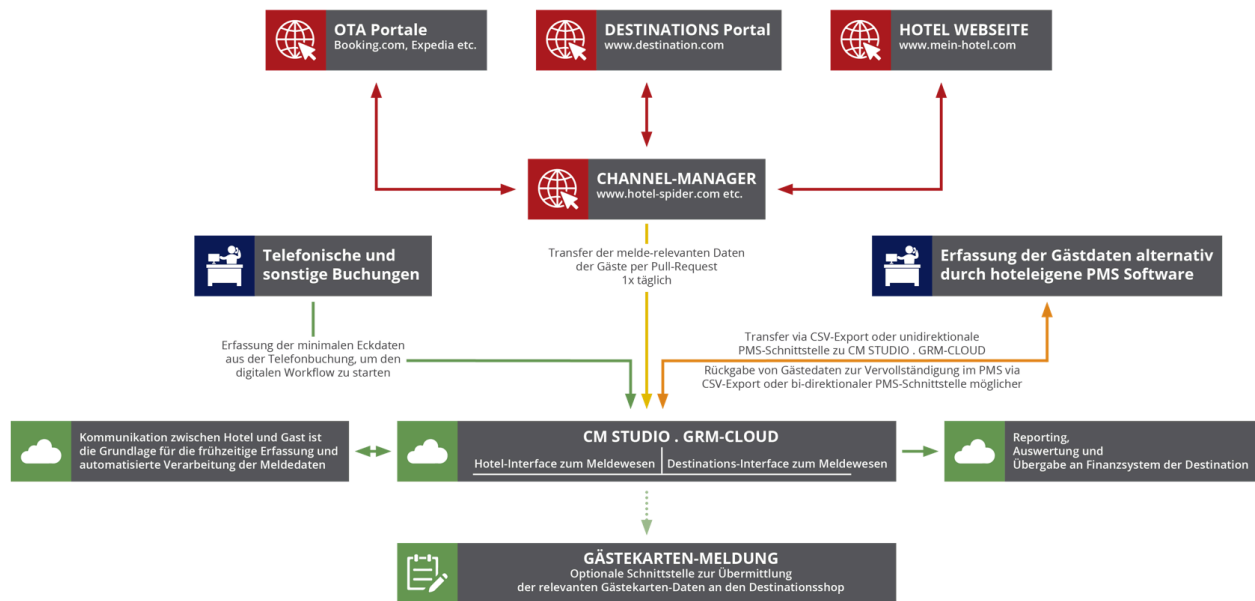 OTA Portale
Booking.com, Expedia etc.
DESTINATIONS Portal
www.destination.com
HOTEL WEBSEITE
www.mein-hotel.com
CHANNEL-MANAGER
www.hotel-spider.com etc.
Telefonische und
sonstige Buchungen
Transfer der melde-relevanten Daten
der Gäste per Pull-Request
1x täglich
Erfassung der Gästdaten alternativ
durch hoteleigene PMS Software
Erfassung der minimalen Eckdaten
aus der Telefonbuchung, um den
digitalen Workflow zu starten
Transfer via CSV-Export oder unidirektionale
PMS-Schnittstelle zu CM STUDIO . GRM-CLOUD
Rückgabe von Gästedaten zur Vervollständigung im PMS via
CSV-Export oder bi-direktionaler PMS-Schnittstelle möglicher
Kommunikation zwischen Hotel und Gast ist
die Grundlage für die frühzeitige Erfassung und
automatisierte Verarbeitung der Meldedaten
CM STUDIO . GRM-CLOUD
Hotel-Interface zum Meldewesen
Destinations-Interface zum Meldewesen
Reporting,
Auswertung und
Übergabe an Finanzsystem der Destination
GÄSTEKARTEN-MELDUNG
Optionale Schnittstelle zur Übermittlung
der relevanten Gästekarten-Daten an den Destinationsshop